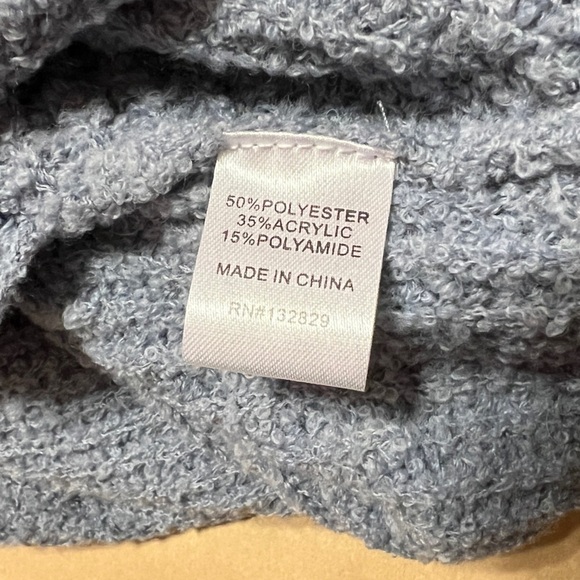 50%POLYESTER
35%ACRYLIC
15%POLYAMIDE
MADE IN CHINA
RN#132829